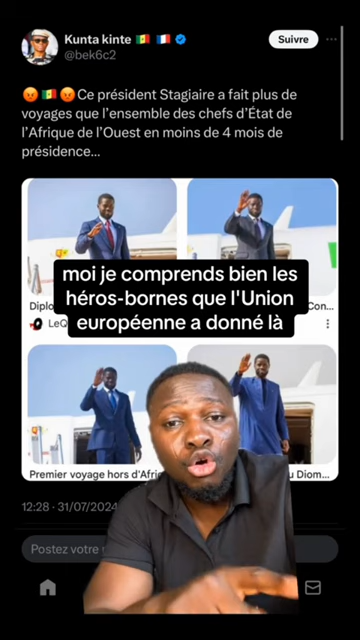 Kunta kinte 🇸🇳 🇫🇷
Suivre
@bek6c2
😡🇸🇳😡Ce président Stagiaire a fait plus de
voyages que l'ensemble des chefs d'État de
l'Afrique de l'Ouest en moins de 4 mois de
présidence...
moi je comprends bien les
héros-bornes que l'Union
européenne a donné là
Diplo
Con...
LeQ
Premier voyage hors d'Afri
u Diom...
12:28 · 31/07/2024
Postez votre